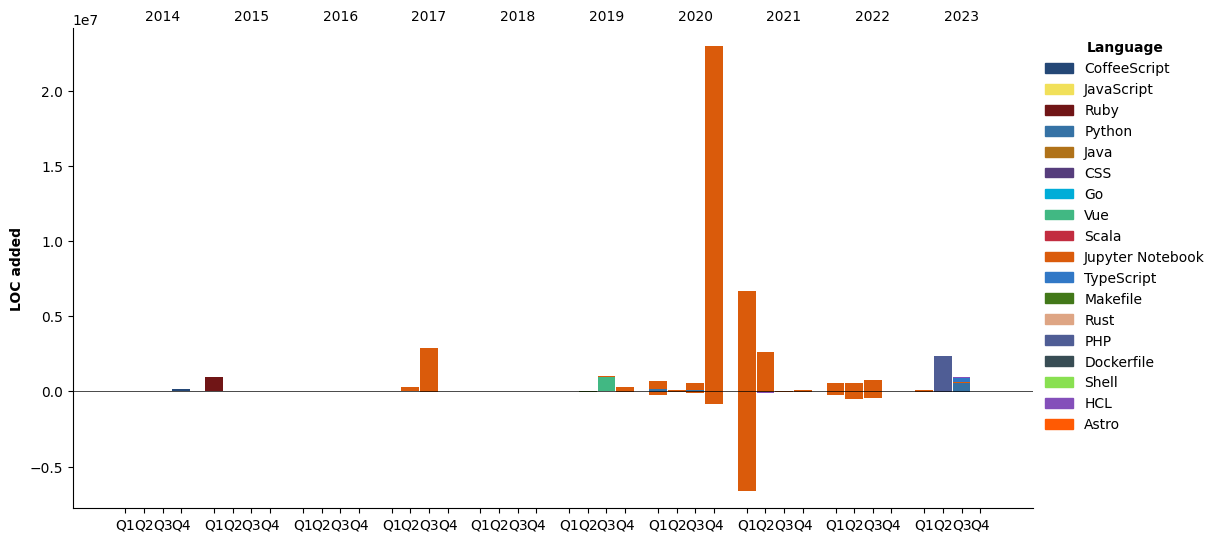 2014 2015 2016 2017 2018 2019 2020 2021 2022 2023
1e7
2.0
1.5
1.0
0.5
0.0
−0.5
LOC added
Q1Q2Q3Q4 Q1Q2Q3Q4 Q1Q2Q3Q4 Q1Q2Q3Q4 Q1Q2Q3Q4 Q1Q2Q3Q4 Q1Q2Q3Q4 Q1Q2Q3Q4 Q1Q2Q3Q4 Q1Q2Q3Q4
Language
CoffeeScript
JavaScript
Ruby
Python
Java
CSS
Go
Vue
Scala
Jupyter Notebook
TypeScript
Makefile
Rust
PHP
Dockerfile
Shell
HCL
Astro